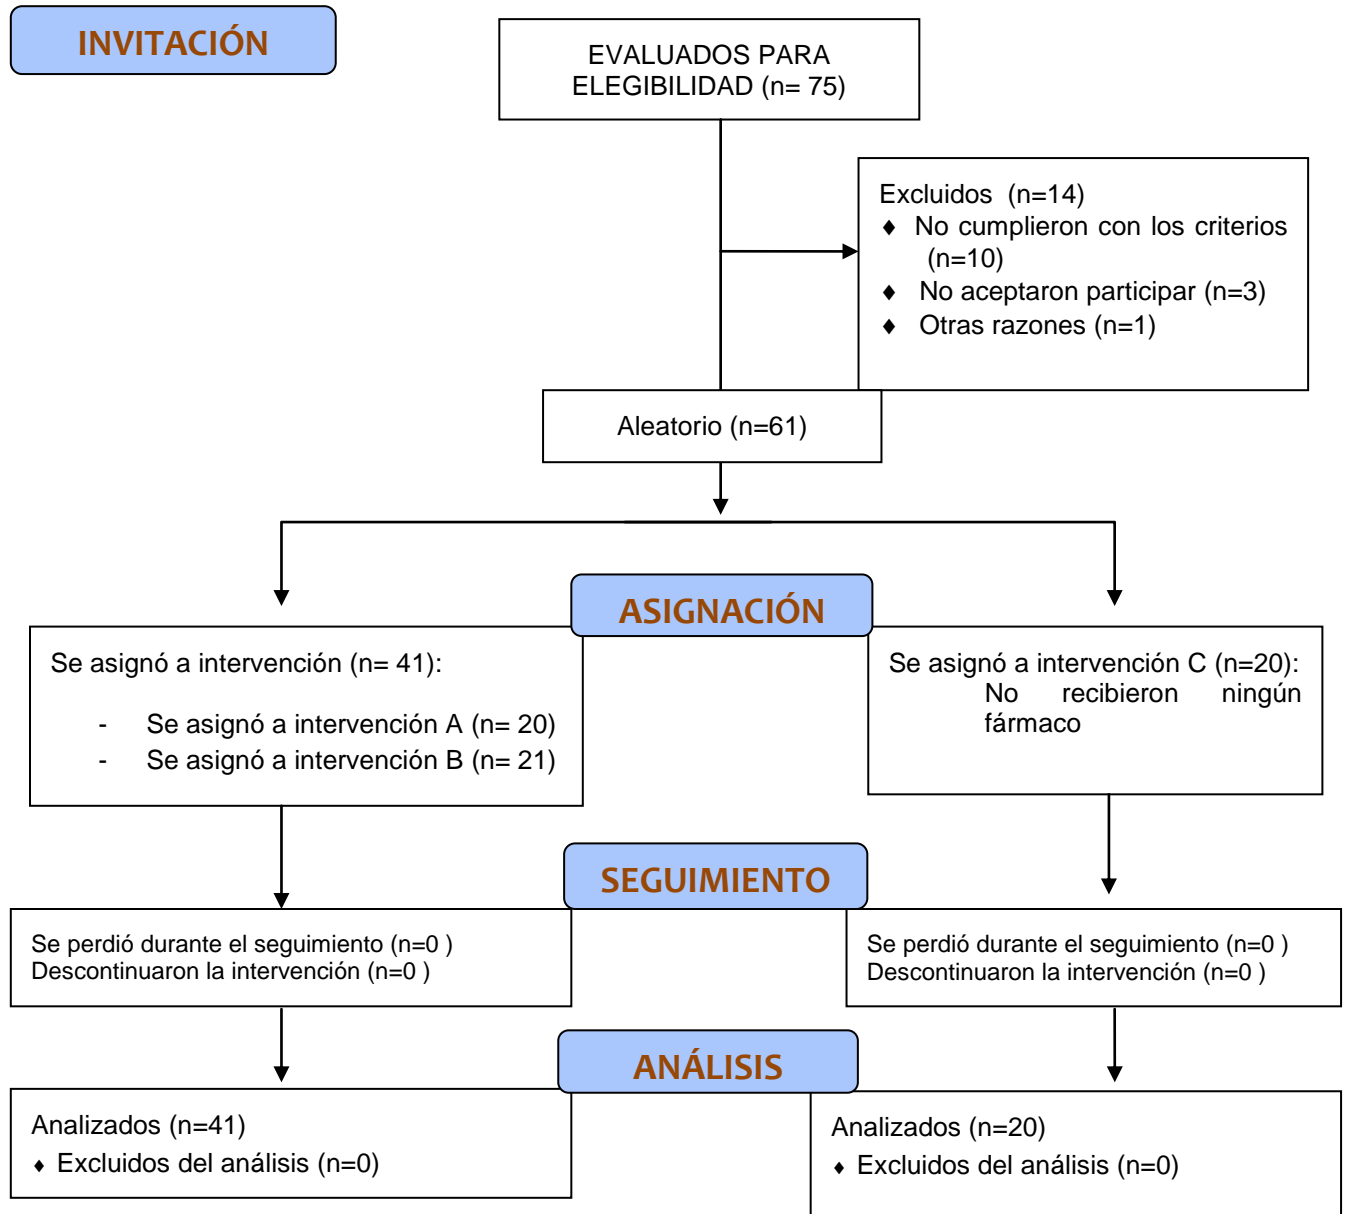 INVITACIÓN
EVALUADOS PARA
ELEGIBILIDAD (n= 75)
Excluidos (n=14)
♦ No cumplieron con los criterios
(n=10)
♦ No aceptaron participar (n=3)
♦ Otras razones (n=1)
Aleatorio (n=61)
ASIGNACIÓN
Se asignó a intervención (n= 41):
- Se asignó a intervención A (n= 20)
- Se asignó a intervención B (n= 21)
Se asignó a intervención C (n=20):
No recibieron ningún
fármaco
SEGUIMIENTO
Se perdió durante el seguimiento (n=0 )
Descontinuaron la intervención (n=0 )
Se perdió durante el seguimiento (n=0 )
Descontinuaron la intervención (n=0 )
ANÁLISIS
Analizados (n=41)
♦ Excluidos del análisis (n=0)
Analizados (n=20)
♦ Excluidos del análisis (n=0)